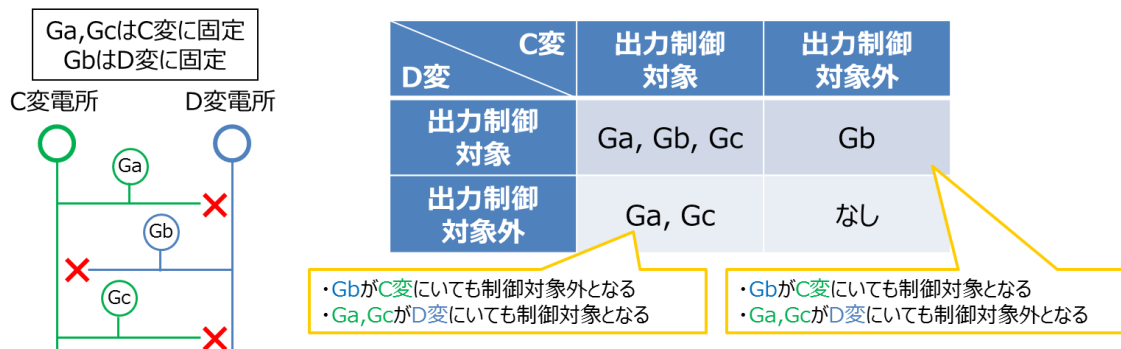 Ga,GcはC変に固定
GbはD変に固定
C変電所
D変電所
Ga
Gb
Gc
C変
D変
出力制御
対象
出力制御
対象外
出力制御
対象
Ga, Gb, Gc
Gb
出力制御
対象外
Ga, Gc
なし
・GbがC変にいても制御対象外となる
・Ga,GcがD変にいても制御対象となる
・GbがC変にいても制御対象となる
・Ga,GcがD変にいても制御対象外となる